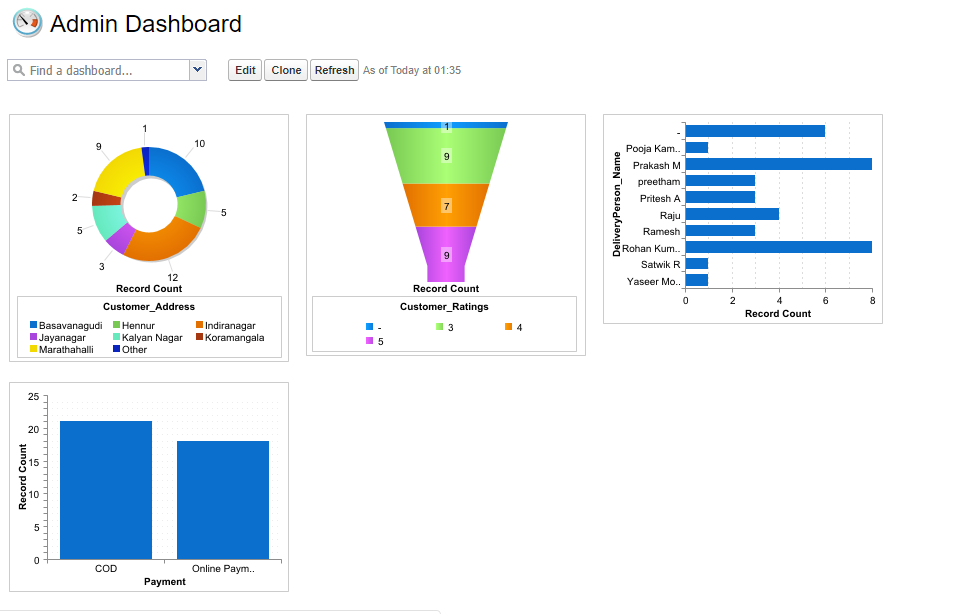 Admin Dashboard
Find a dashboard...
Edit Clone Refresh As of Today at 01:35
1
10
9
5
2
5
3
12
Record Count
Customer_Address
Basavanagudi Hennur Indiranagar
Jayanagar Kalyan Nagar Koramangala
Marathahalli Other
1
9
7
9
Record Count
Customer_Ratings
- 3 4
5
DeliveryPerson_Name
-
Pooja Kam..
Prakash M
preetham
Pritesh A
Raju
Ramesh
Rohan Kum..
Satwik R
Yaseer Mo..
0 2 4 6 8
Record Count
Record Count
25
20
15
10
5
0
COD Online Paym..
Payment